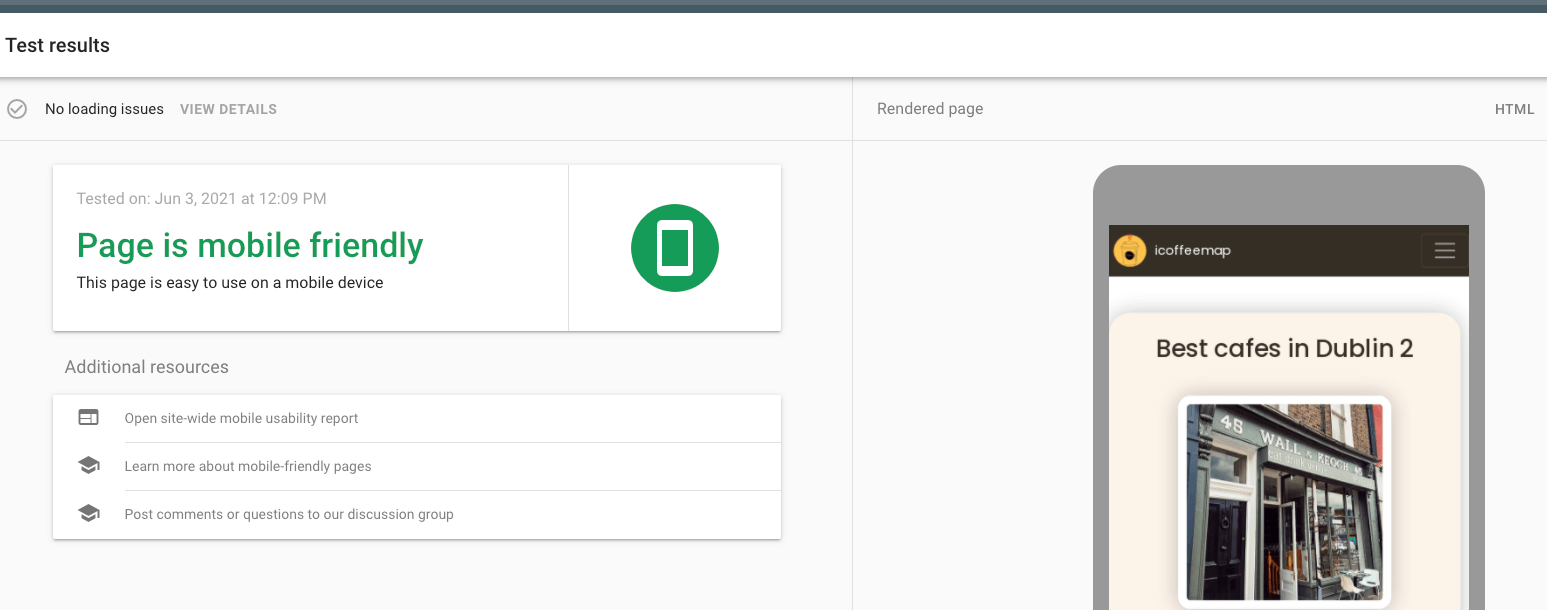 Test results
No loading issues VIEW DETAILS
Rendered page
HTML
Tested on: Jun 3, 2021 at 12:09 PM
Page is mobile friendly
This page is easy to use on a mobile device
Additional resources
Open site-wide mobile usability report
Learn more about mobile-friendly pages
Post comments or questions to our discussion group
icoffeemap
Best cafes in Dublin 2
45 WALL & KEOGH 45